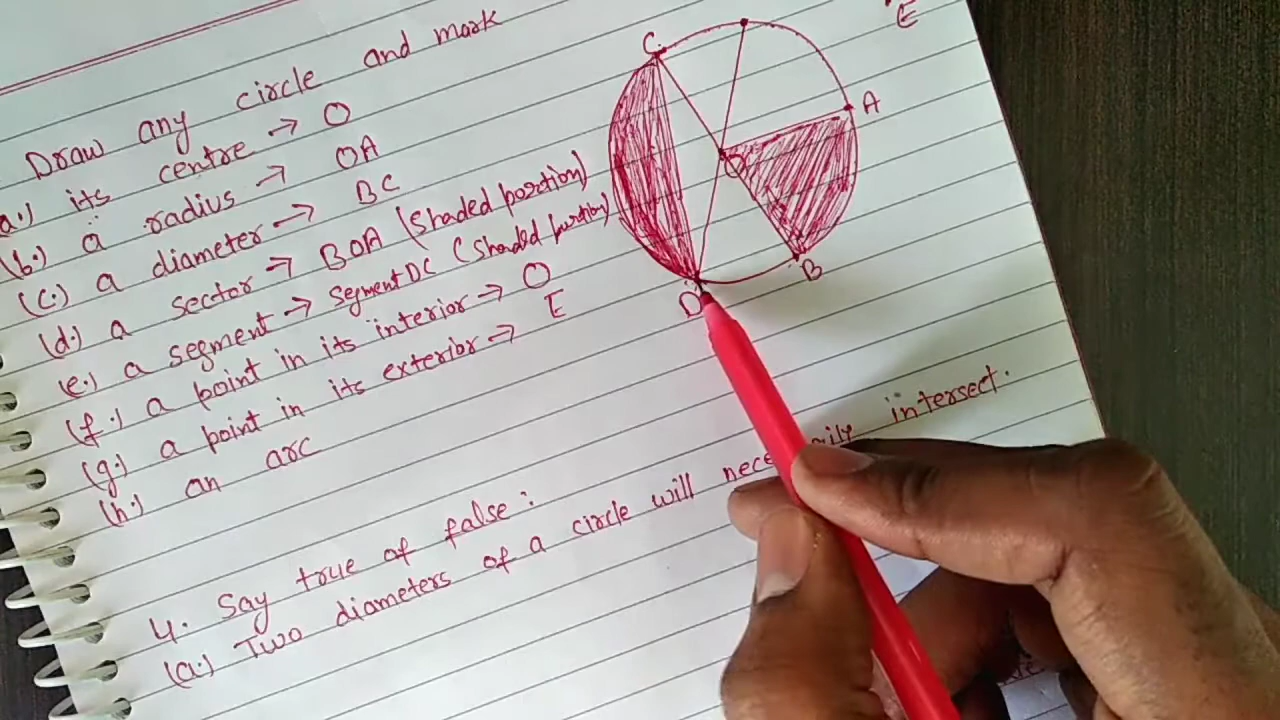 Draw any circle and mark
a.) its centre → O
(b.) a radius → OA
(c.) a diameter → BC
(d.) a sector → BOA (shaded portion)
(e.) a segment → segment DC (shaded portion)
(f.) a point in its interior → O
(g.) a point in its exterior → E
(h.) an arc
C
A
O
B
D
E
4. Say true of false :
(a.) Two diameters of a circle will intersect.